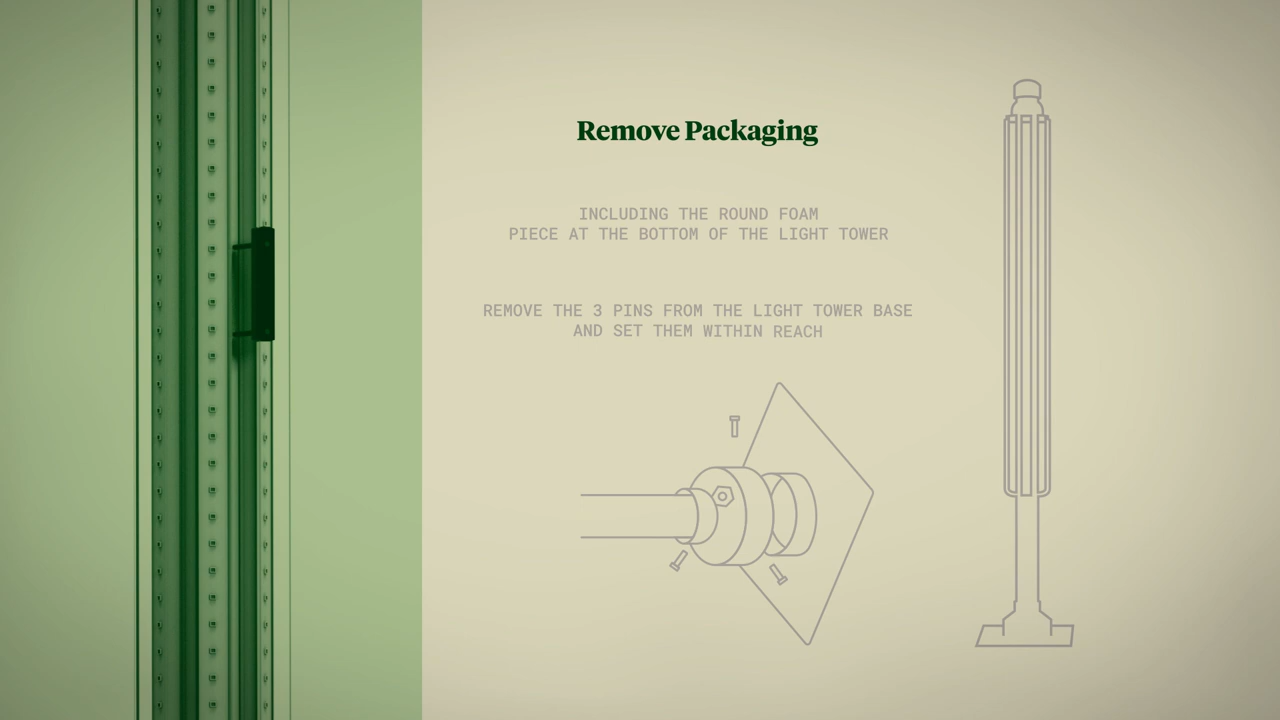 Remove Packaging
INCLUDING THE ROUND FOAM
PIECE AT THE BOTTOM OF THE LIGHT TOWER
REMOVE THE 3 PINS FROM THE LIGHT TOWER BASE
AND SET THEM WITHIN REACH